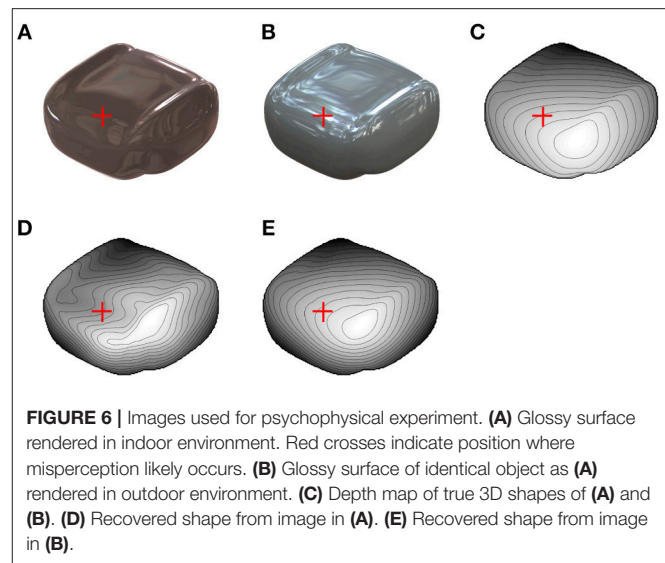 A
B
C
D
E
FIGURE 6 | Images used for psychophysical experiment. (A) Glossy surface
rendered in indoor environment. Red crosses indicate position where
misperception likely occurs. (B) Glossy surface of identical object as (A)
rendered in outdoor environment. (C) Depth map of true 3D shapes of (A) and
(B). (D) Recovered shape from image in (A). (E) Recovered shape from image
in (B).